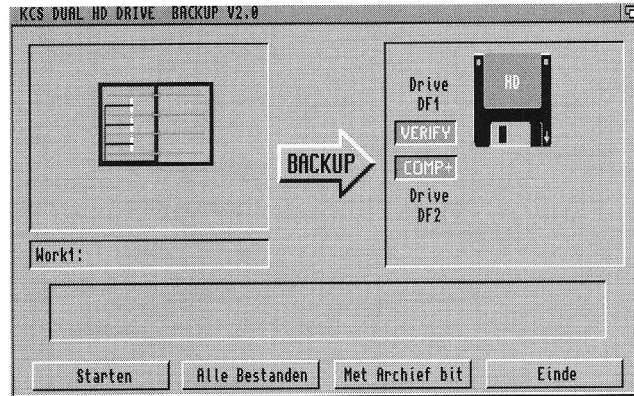 KCS DUAL HD DRIVE BACKUP V2.0
Drive
DF1
HD
VERIFY
BACKUP
COMP+
Drive
DF2
Work1:
Starten
Alle Bestanden
Met Archief bit
Einde